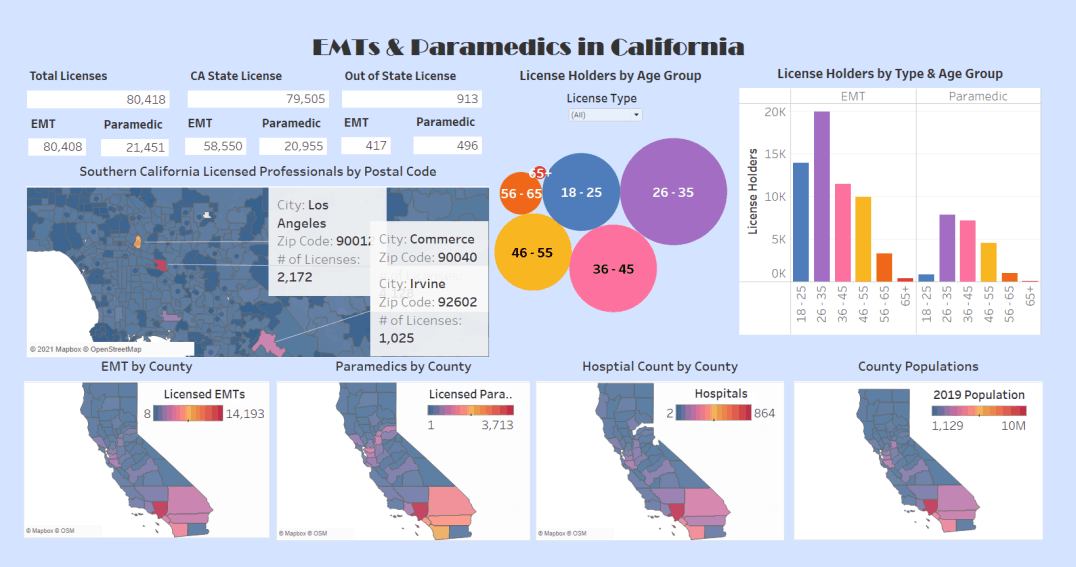 EMTs & Paramedics in California
Total Licenses
80,418
EMT
Paramedic
80,408
21,451
CA State License
79,505
EMT
Paramedic
58,550
20,955
Out of State License
913
EMT
Paramedic
417
496
License Holders by Age Group
License Type
(All)
65+
56 - 65
18 - 25
26 - 35
46 - 55
36 - 45
License Holders by Type & Age Group
EMT
Paramedic
License Holders
20K
15K
10K
5K
0K
18 - 25
26 - 35
36 - 45
46 - 55
56 - 65
65+
18 - 25
26 - 35
36 - 45
46 - 55
56 - 65
65+
Southern California Licensed Professionals by Postal Code
City: Los
Angeles
Zip Code: 90012
# of Licenses:
2,172
City: Commerce
Zip Code: 90040
City: Irvine
Zip Code: 92602
# of Licenses:
1,025
© 2021 Mapbox © OpenStreetMap
EMT by County
Licensed EMTs
8
14,193
© Mapbox © OSM
Paramedics by County
Licensed Para..
1
3,713
© Mapbox © OSM
Hosptial Count by County
Hospitals
2
864
© Mapbox © OSM
County Populations
2019 Population
1,129
10M
© Mapbox © OSM